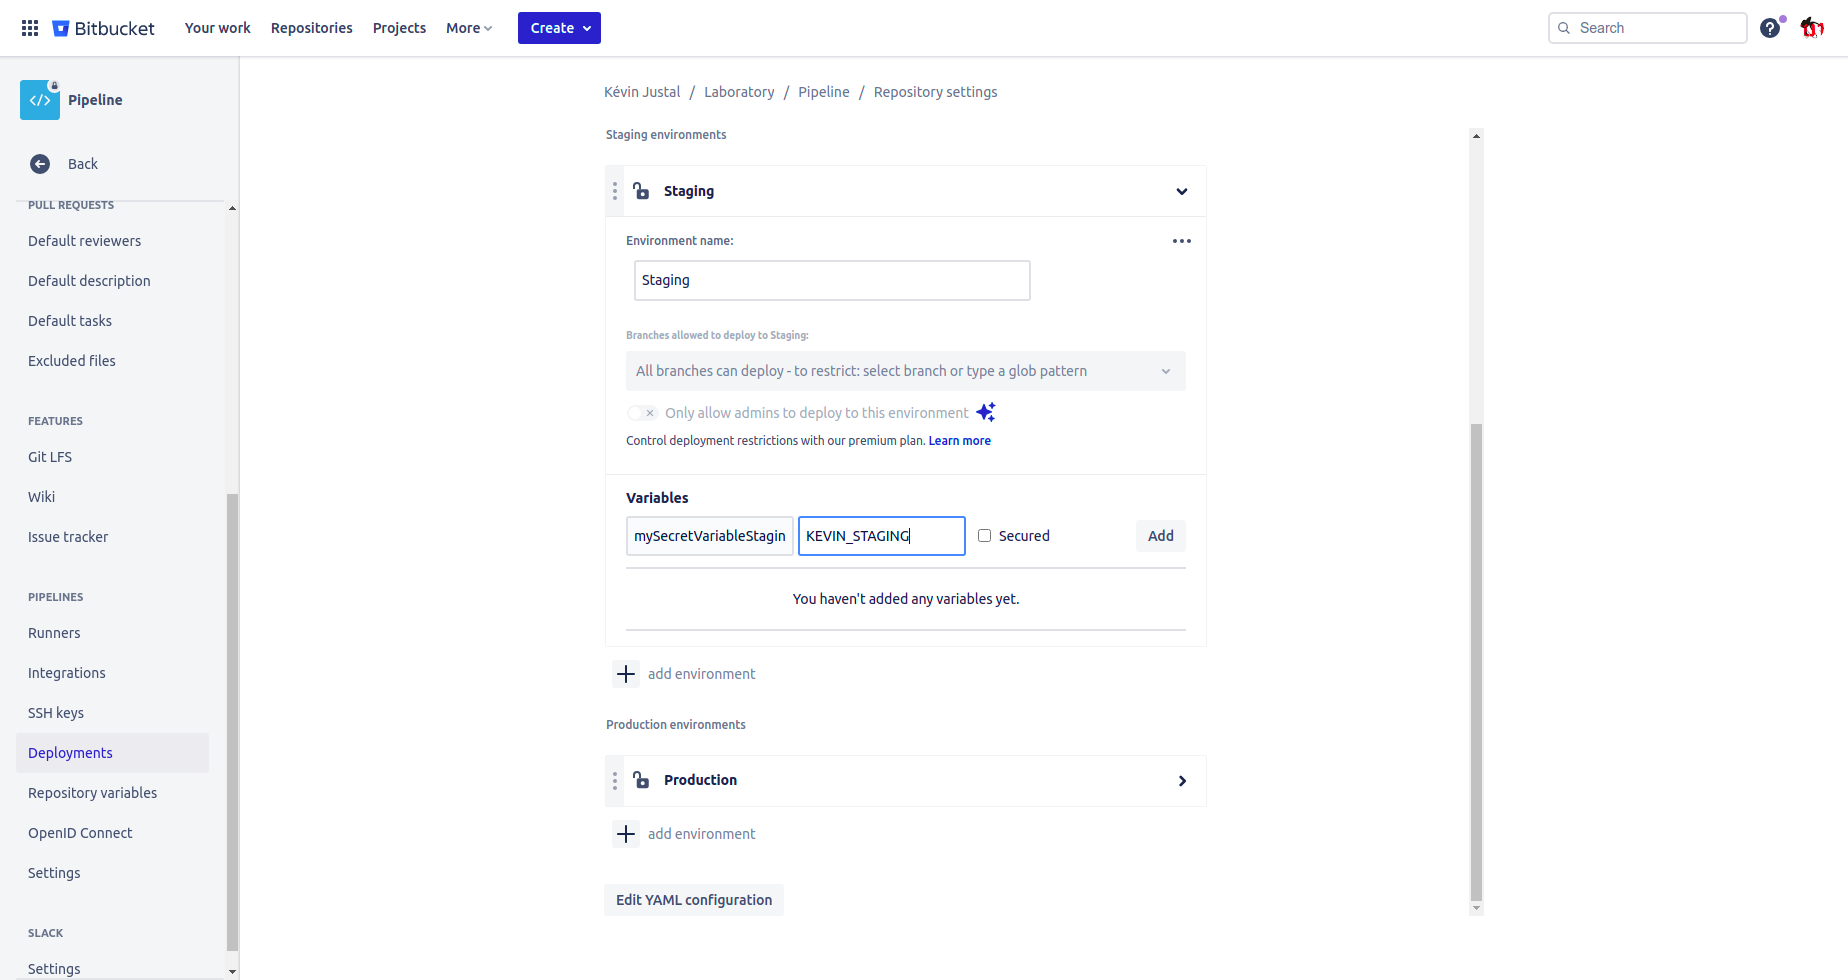 Bitbucket
Your work
Repositories
Projects
More
Create
Search
Pipeline
Back
PULL REQUESTS
Default reviewers
Default description
Default tasks
Excluded files
FEATURES
Git LFS
Wiki
Issue tracker
PIPELINES
Runners
Integrations
SSH keys
Deployments
Repository variables
OpenID Connect
Settings
SLACK
Settings
Kévin Justal / Laboratory / Pipeline / Repository settings
Staging environments
Staging
Environment name:
Staging
Branches allowed to deploy to Staging:
All branches can deploy - to restrict: select branch or type a glob pattern
Only allow admins to deploy to this environment
Control deployment restrictions with our premium plan. Learn more
Variables
mySecretVariableStagin
KEVIN_STAGING
Secured
Add
You haven't added any variables yet.
add environment
Production environments
Production
add environment
Edit YAML configuration